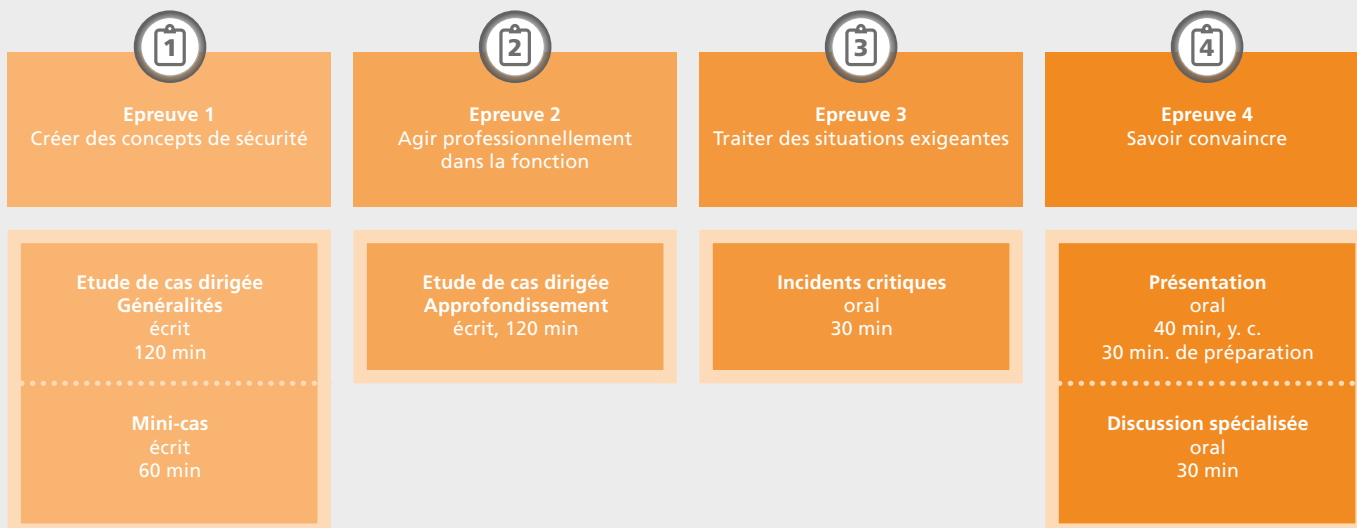 1
Epreuve 1
Créer des concepts de sécurité
Etude de cas dirigée
Généralités
écrit
120 min
Mini-cas
écrit
60 min
2
Epreuve 2
Agir professionnellement
dans la fonction
Etude de cas dirigée
Approfondissement
écrit, 120 min
3
Epreuve 3
Traiter des situations exigeantes
Incidents critiques
oral
30 min
4
Epreuve 4
Savoir convaincre
Présentation
oral
40 min, y. c.
30 min. de préparation
Discussion spécialisée
oral
30 min